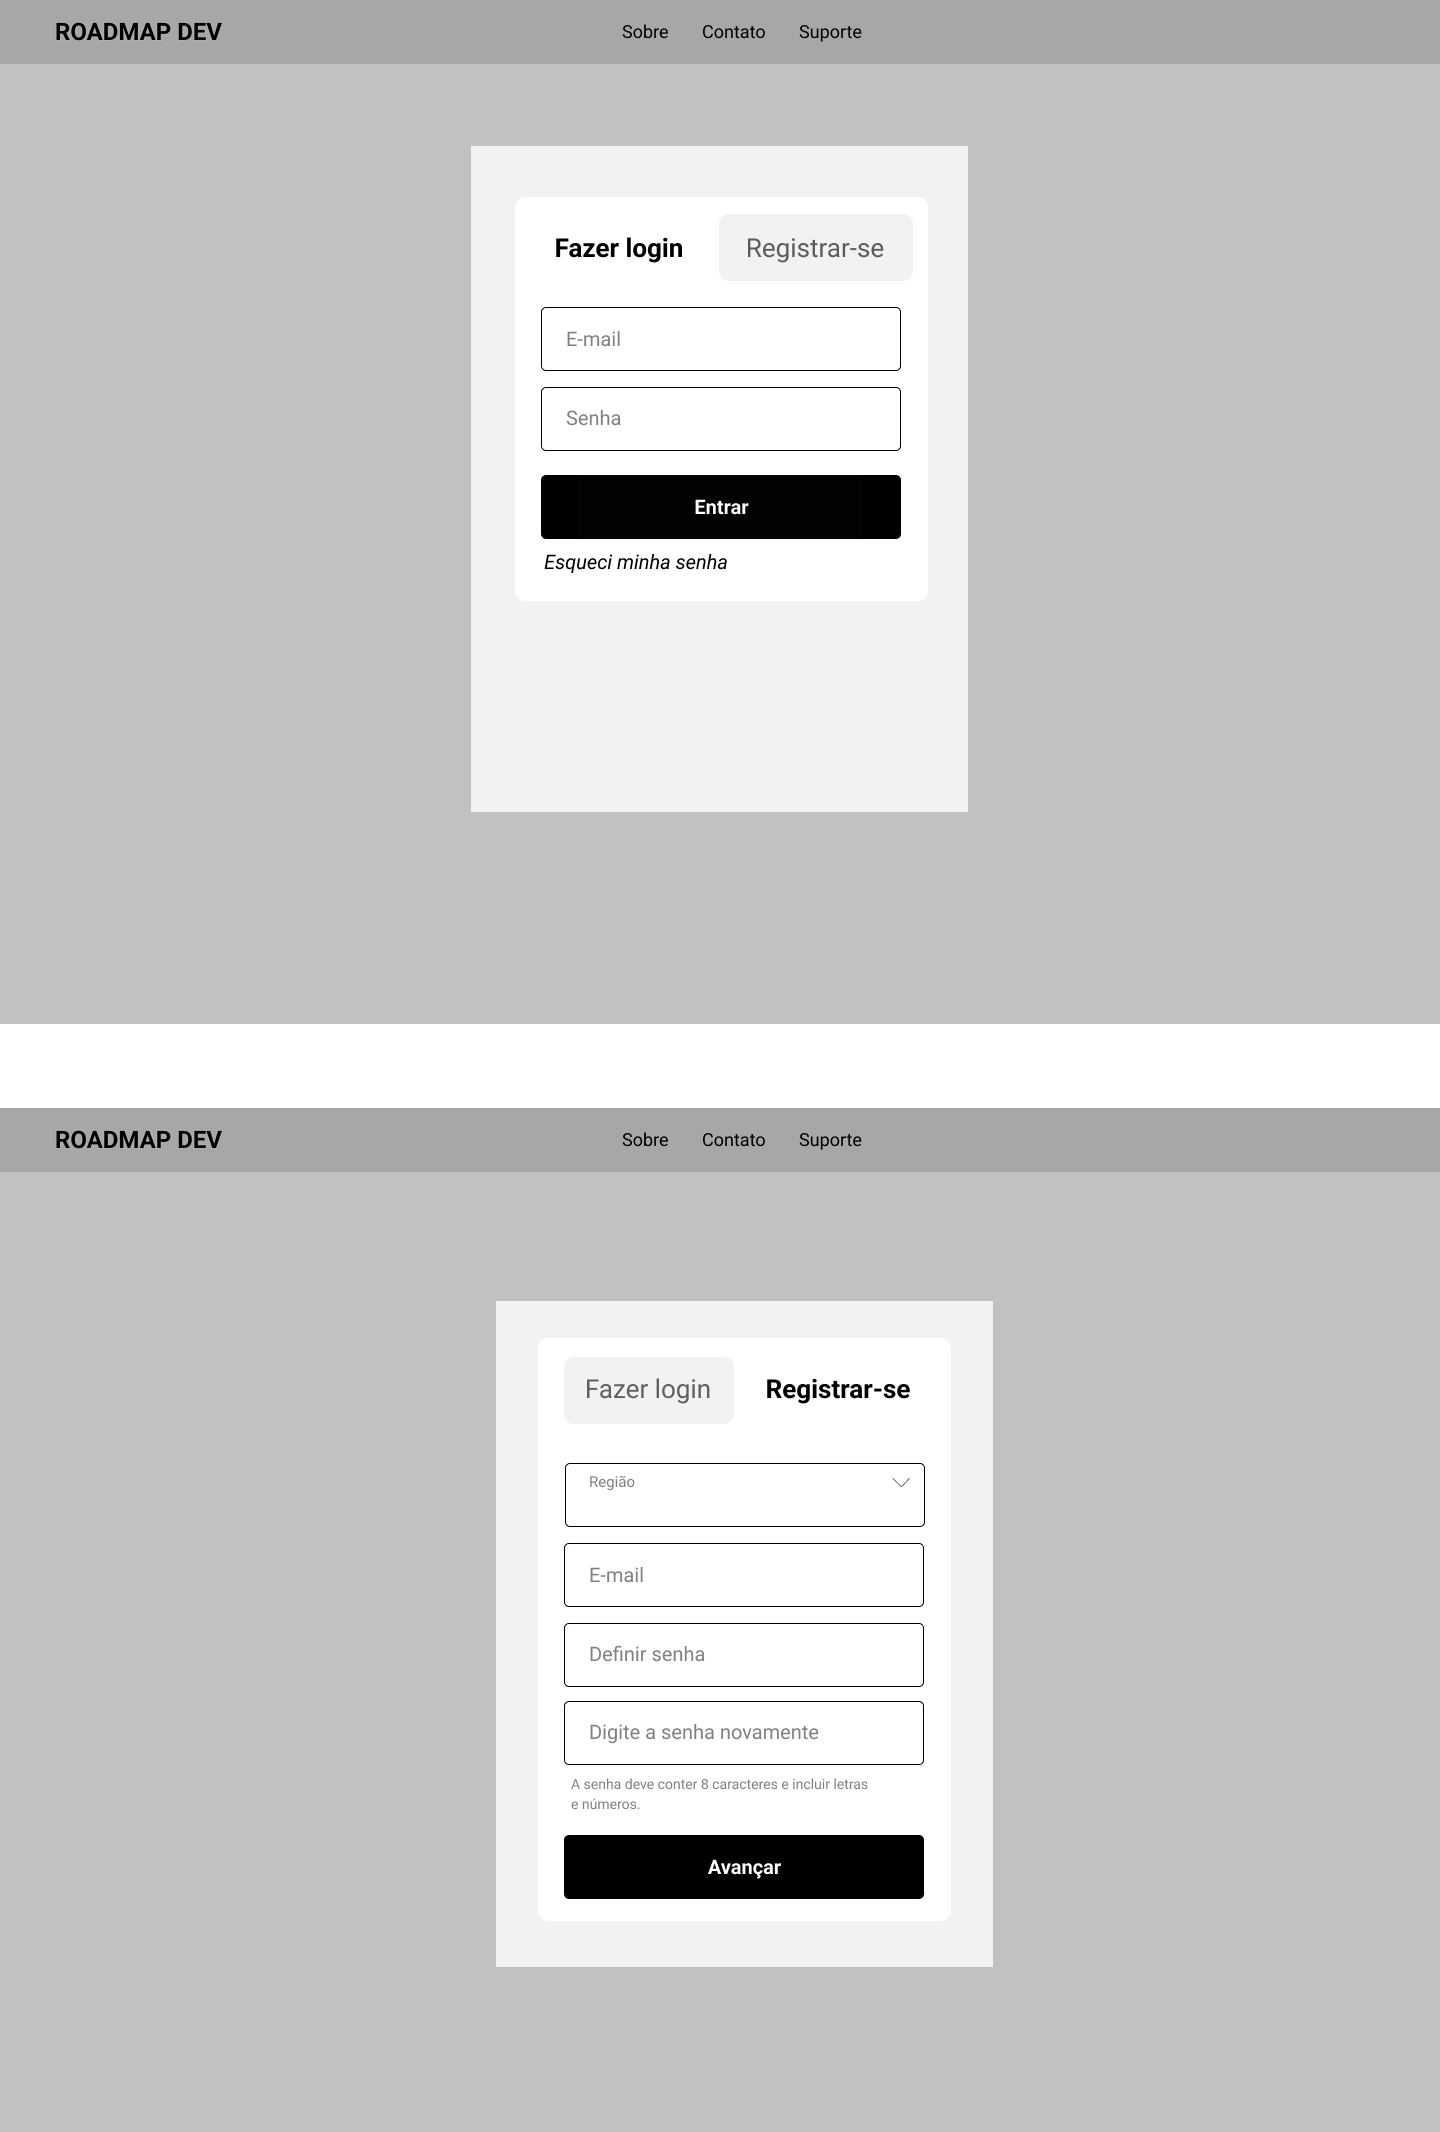 ROADMAP DEV
Sobre Contato Suporte
Fazer login Registrar-se
E-mail
Senha
Entrar
Esqueci minha senha
ROADMAP DEV
Sobre Contato Suporte
Fazer login Registrar-se
Região
E-mail
Definir senha
Digite a senha novamente
A senha deve conter 8 caracteres e incluir letras
e números.
Avançar